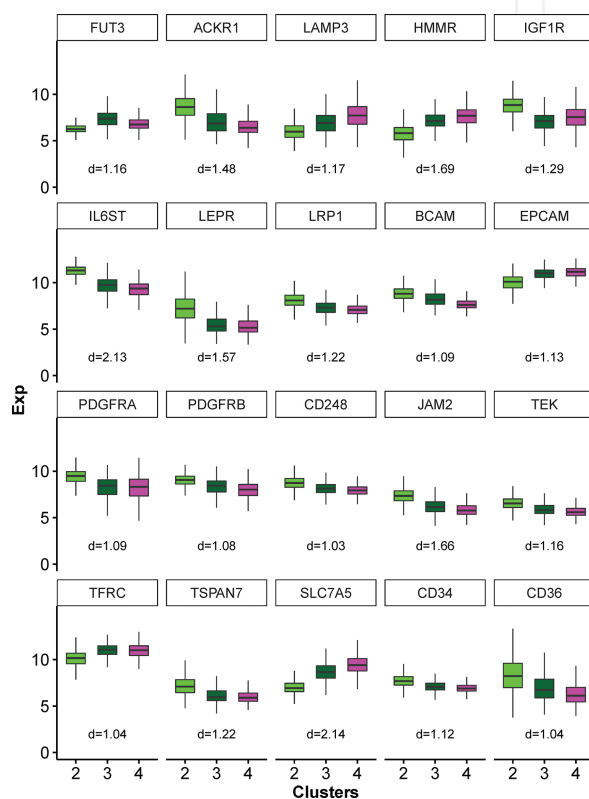 FUT3 ACKR1 LAMP3 HMMR IGF1R
10
5
d=1.16 d=1.48 d=1.17 d=1.69 d=1.29
0
IL6ST LEPR LRP1 BCAM EPCAM
10
5
d=2.13 d=1.57 d=1.22 d=1.09 d=1.13
0
Exp
PDGFRA PDGFRB CD248 JAM2 TEK
10
5
d=1.09 d=1.08 d=1.03 d=1.66 d=1.16
0
TFRC TSPAN7 SLC7A5 CD34 CD36
10
5
d=1.04 d=1.22 d=2.14 d=1.12 d=1.04
0
2 3 4 2 3 4 2 3 4 2 3 4 2 3 4
Clusters